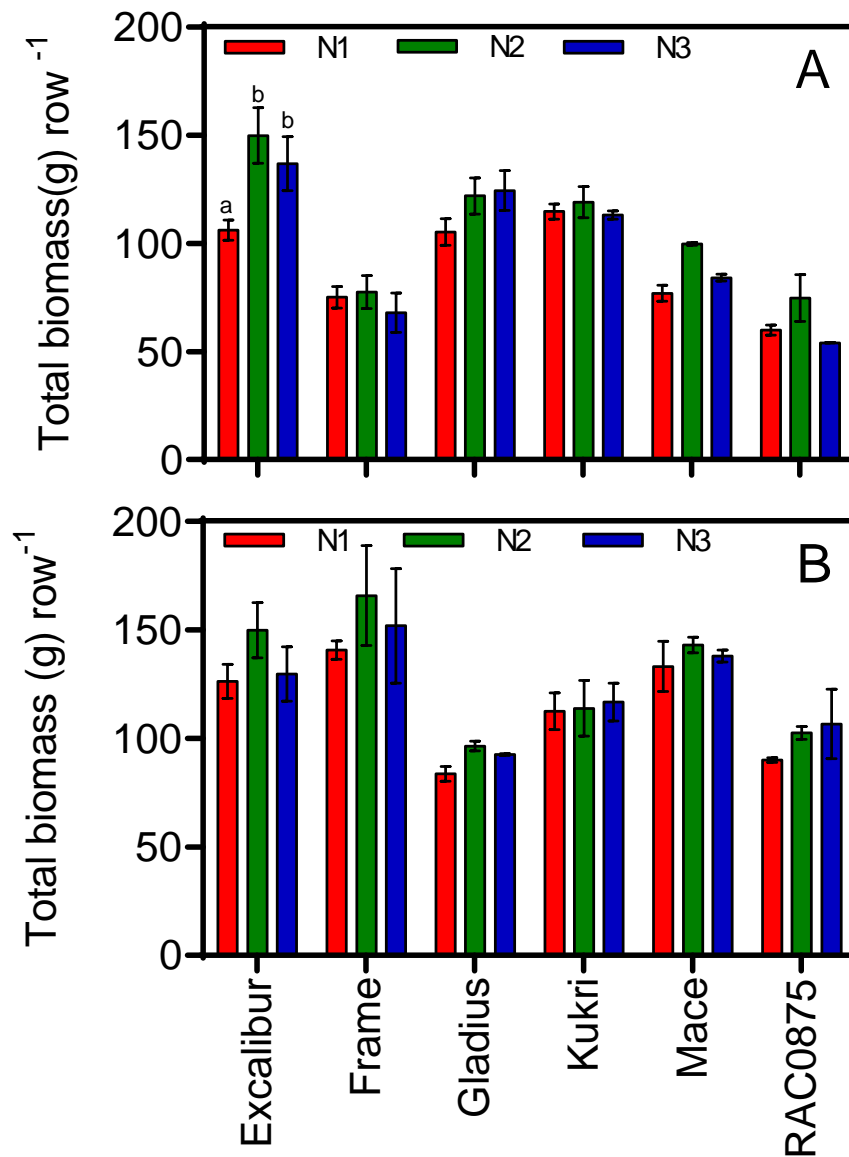 Total biomass(g) row-1
200
150
100
50
0
N1 N2 N3
A
a
b
b
Total biomass (g) row-1
200
150
100
50
0
N1 N2 N3
B
Excalibur
Frame
Gladius
Kukri
Mace
RAC0875